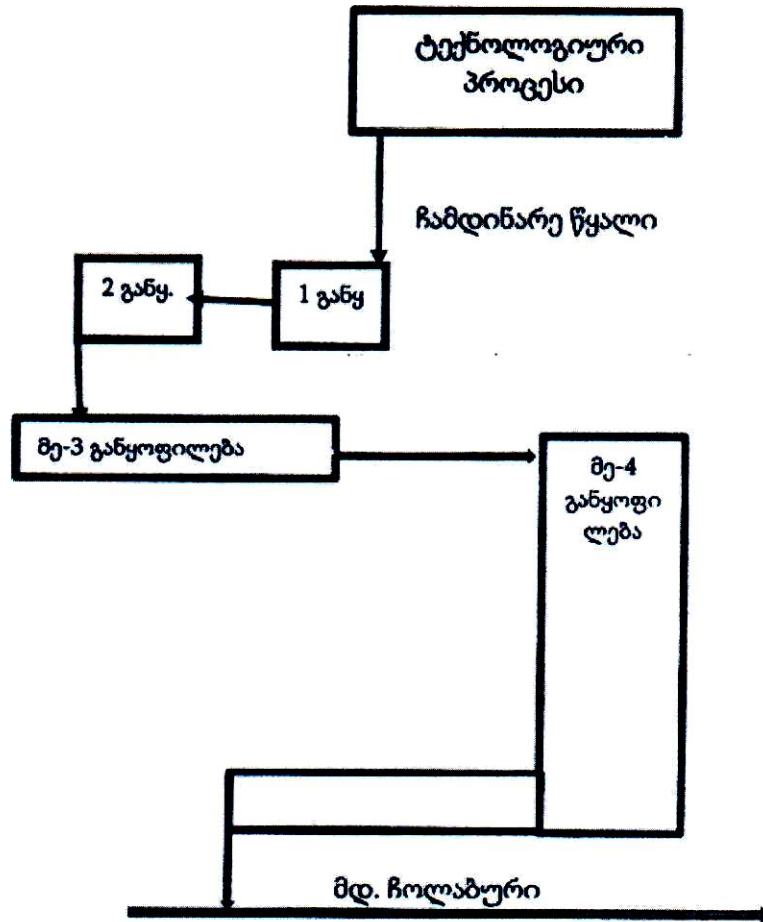 ტექნოლოგიური
პროცესი
ჩამდინარე წყალი
2 განყ.
1 განყ
მე-3 განყოფილება
მე-4
განყოფი
ლება
მდ. ჩოლაბური